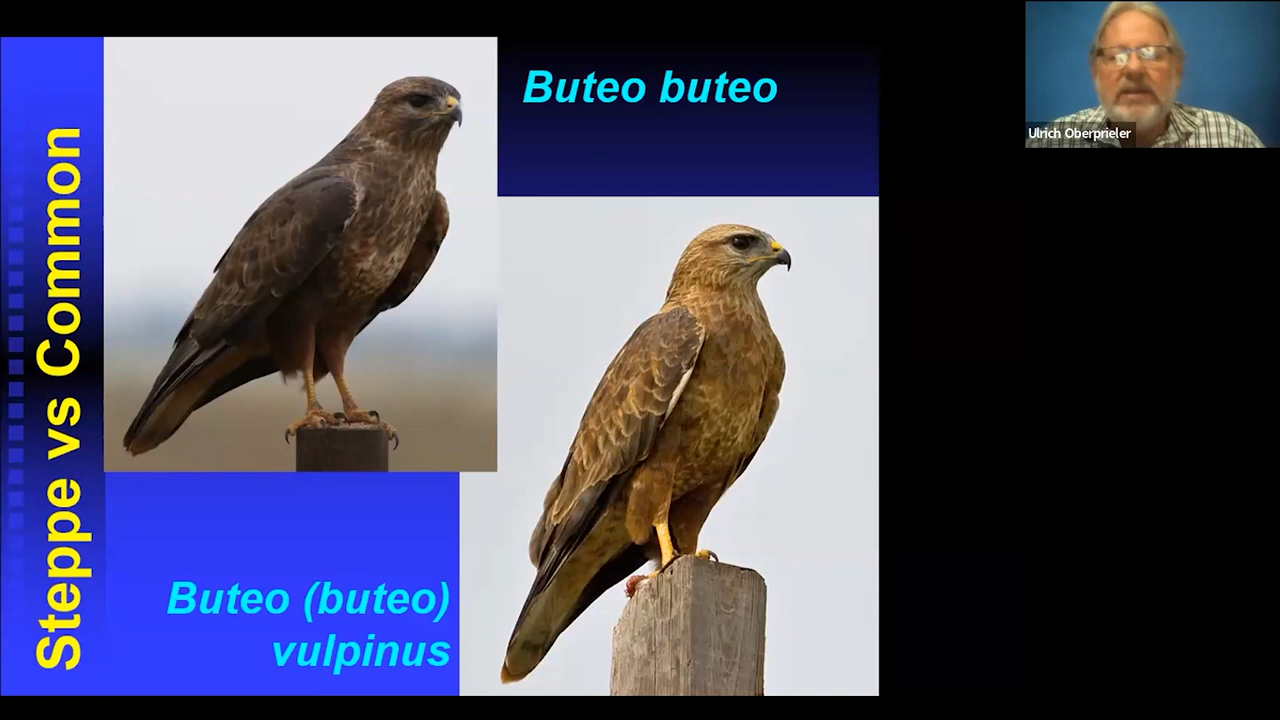 Steppe vs Common
Buteo buteo
Ulrich Oberprieler
Buteo (buteo)
vulpinus